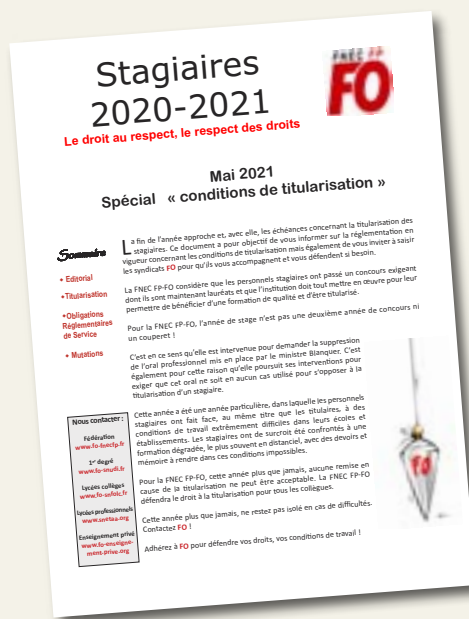 Stagiaires
2020-2021
Le droit au respect, le respect des droits
FNEC FP
FO
Mai 2021
Spécial « conditions de titularisation »
Sommaire
• Editorial
•Titularisation
•Obligations
Réglementaires
de Service
• Mutations
Nous contacter :
Fédération
www.fo-fnecfp.fr
1er degré
www.fo-snudi.fr
Lycées collèges
www.fo-snfolc.fr
Lycées professionnels
www.snetaa.org
Enseignement privé
www.fo-enseigne-
ment-prive.org
La fin de l'année approche et, avec elle, les échéances concernant la titularisation des
stagiaires. Ce document a pour objectif de vous informer sur la réglementation en
vigueur concernant les conditions de titularisation mais également de vous inviter à saisir
les syndicats FO pour qu'ils vous accompagnent et vous défendent si besoin.
La FNEC FP-FO considère que les personnels stagiaires ont passé un concours exigeant
dont ils sont maintenant lauréats et que l'institution doit tout mettre en œuvre pour leur
permettre de bénéficier d'une formation de qualité et d'être titularisé.
Pour la FNEC FP-FO, l'année de stage n'est pas une deuxième année de concours ni
un couperet !
C'est en ce sens qu'elle est intervenue pour demander la suppression
de l'oral professionnel mis en place par le ministre Blanquer. C'est
également pour cette raison qu'elle poursuit ses interventions pour
exiger que cet oral ne soit en aucun cas utilisé pour s'opposer à la
titularisation d'un stagiaire.
Cette année a été une année particulière, dans laquelle les personnels
stagiaires ont fait face, au même titre que les titulaires, à des
conditions de travail extrêmement difficiles dans leurs écoles et
établissements. Les stagiaires ont de surcroit été confrontés à une
formation dégradée, le plus souvent en distanciel, avec des devoirs et
mémoire à rendre dans ces conditions impossibles.
Pour la FNEC FP-FO, cette année plus que jamais, aucune remise en
cause de la titularisation ne peut être acceptable. La FNEC FP-FO
défendra le droit à la titularisation pour tous les collègues.
Cette année plus que jamais, ne restez pas isolé en cas de difficultés.
Contactez FO !
Adhérez à FO pour défendre vos droits, vos conditions de travail !
FO